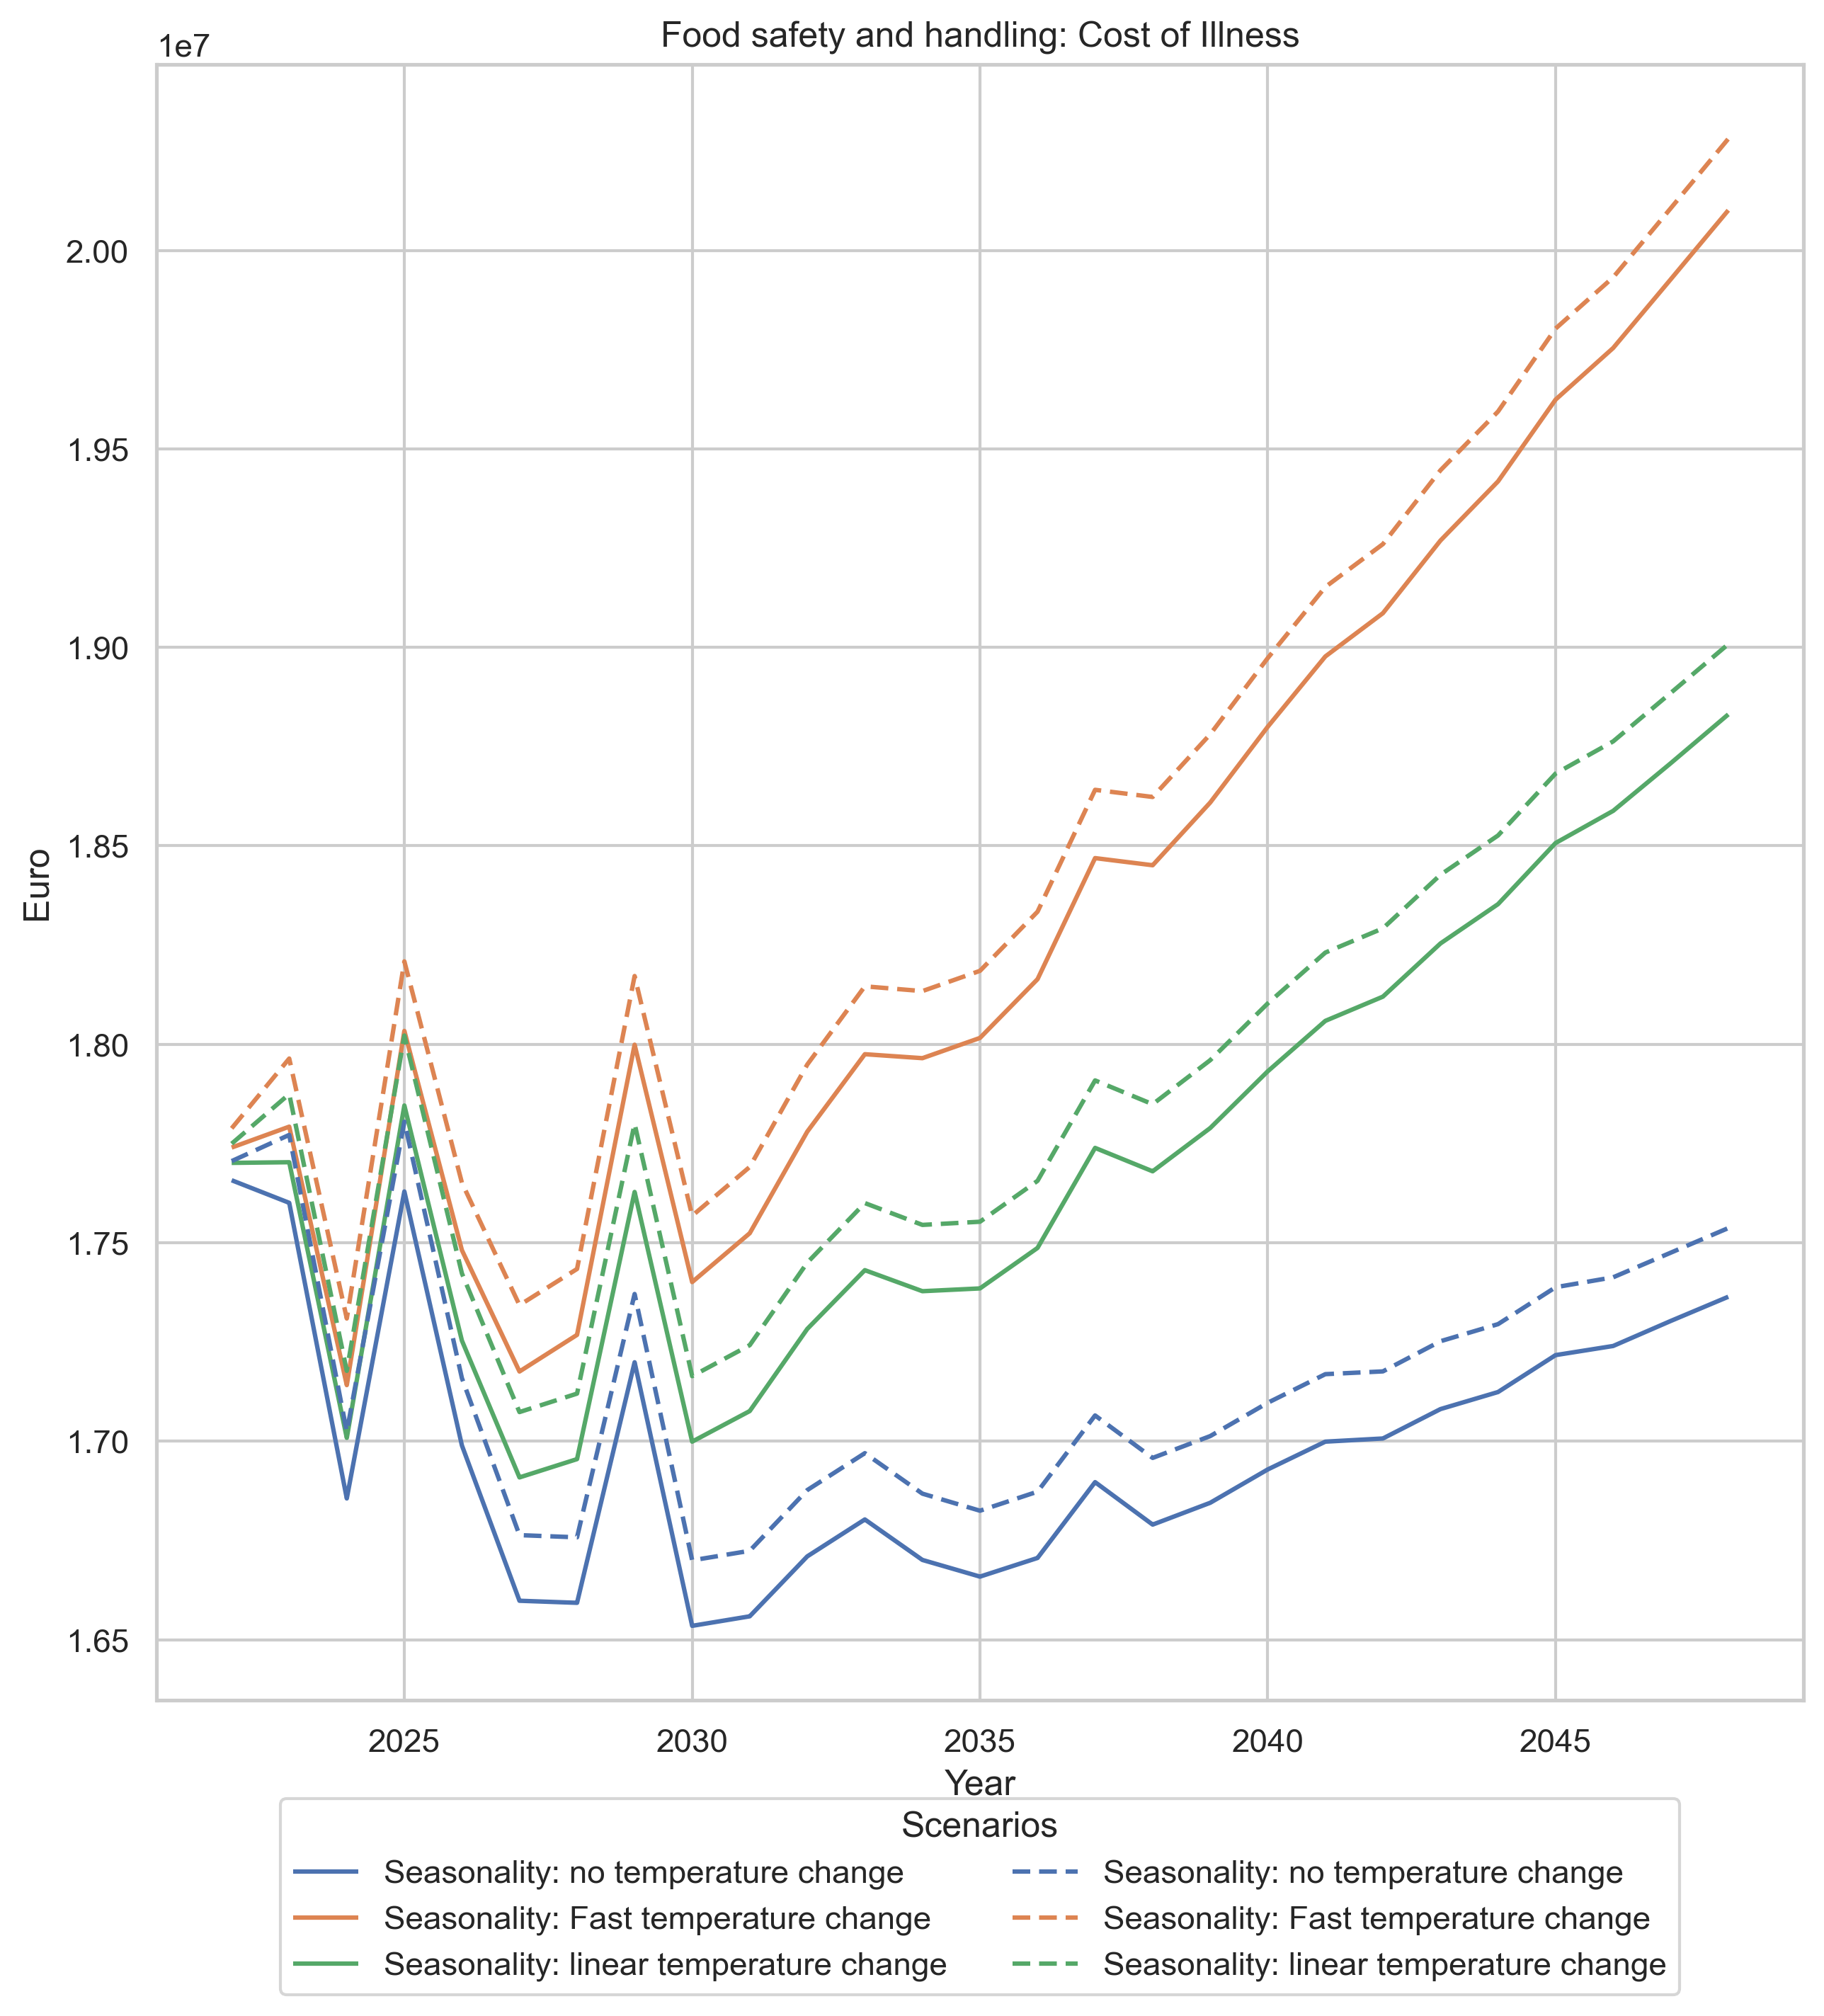 Food safety and handling: Cost of Illness
1e7
2.00
1.95
1.90
1.85
1.80
1.75
1.70
1.65
Euro
2025 2030 2035 2040 2045
Year
Scenarios
Seasonality: no temperature change
Seasonality: Fast temperature change
Seasonality: linear temperature change
Seasonality: no temperature change
Seasonality: Fast temperature change
Seasonality: linear temperature change